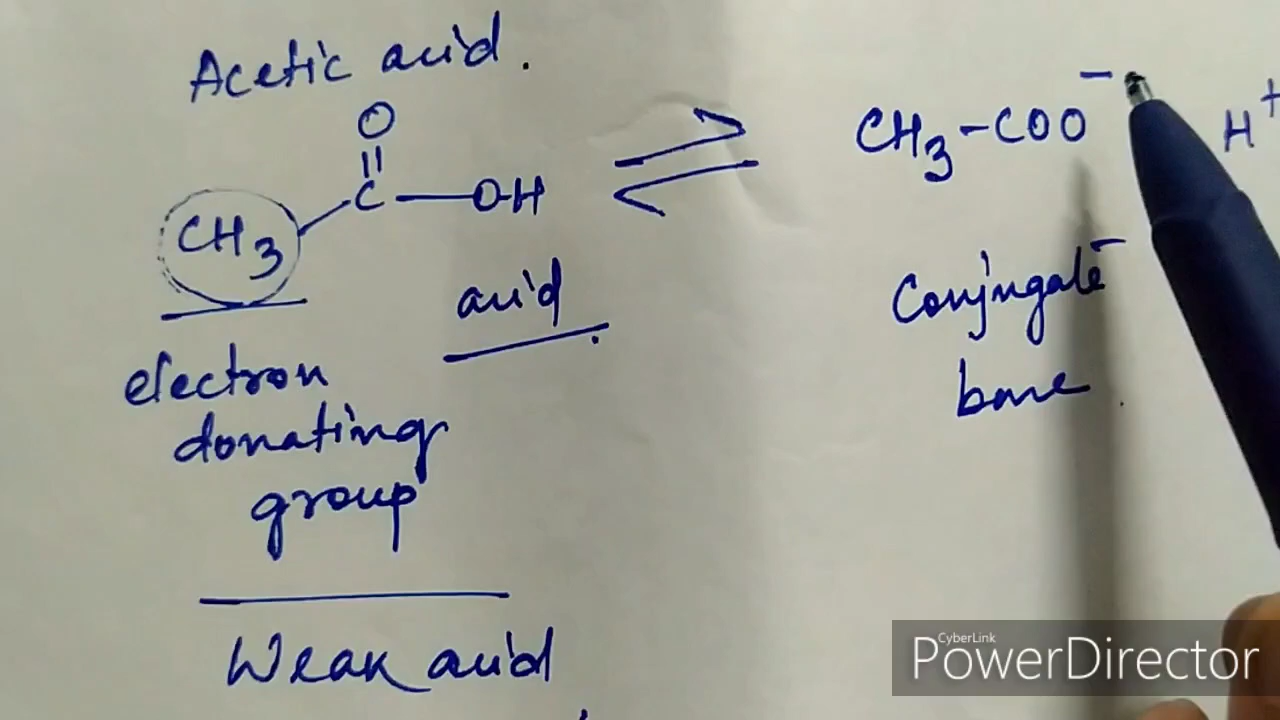 Acetic acid.
O
||
CH3 C OH
CH3-COO- H+
acid
Conjugate
base
electron
donating
group
Weak acid
CyberLink
PowerDirector